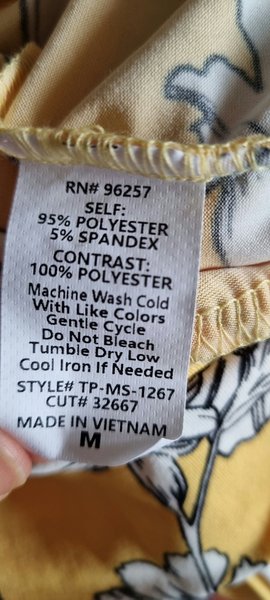 RN# 96257
SELF:
95% POLYESTER
5% SPANDEX
CONTRAST:
100% POLYESTER
Machine Wash Cold
With Like Colors
Gentle Cycle
Do Not Bleach
Tumble Dry Low
Cool Iron If Needed
STYLE# TP-MS-1267
CUT# 32667
MADE IN VIETNAM
M